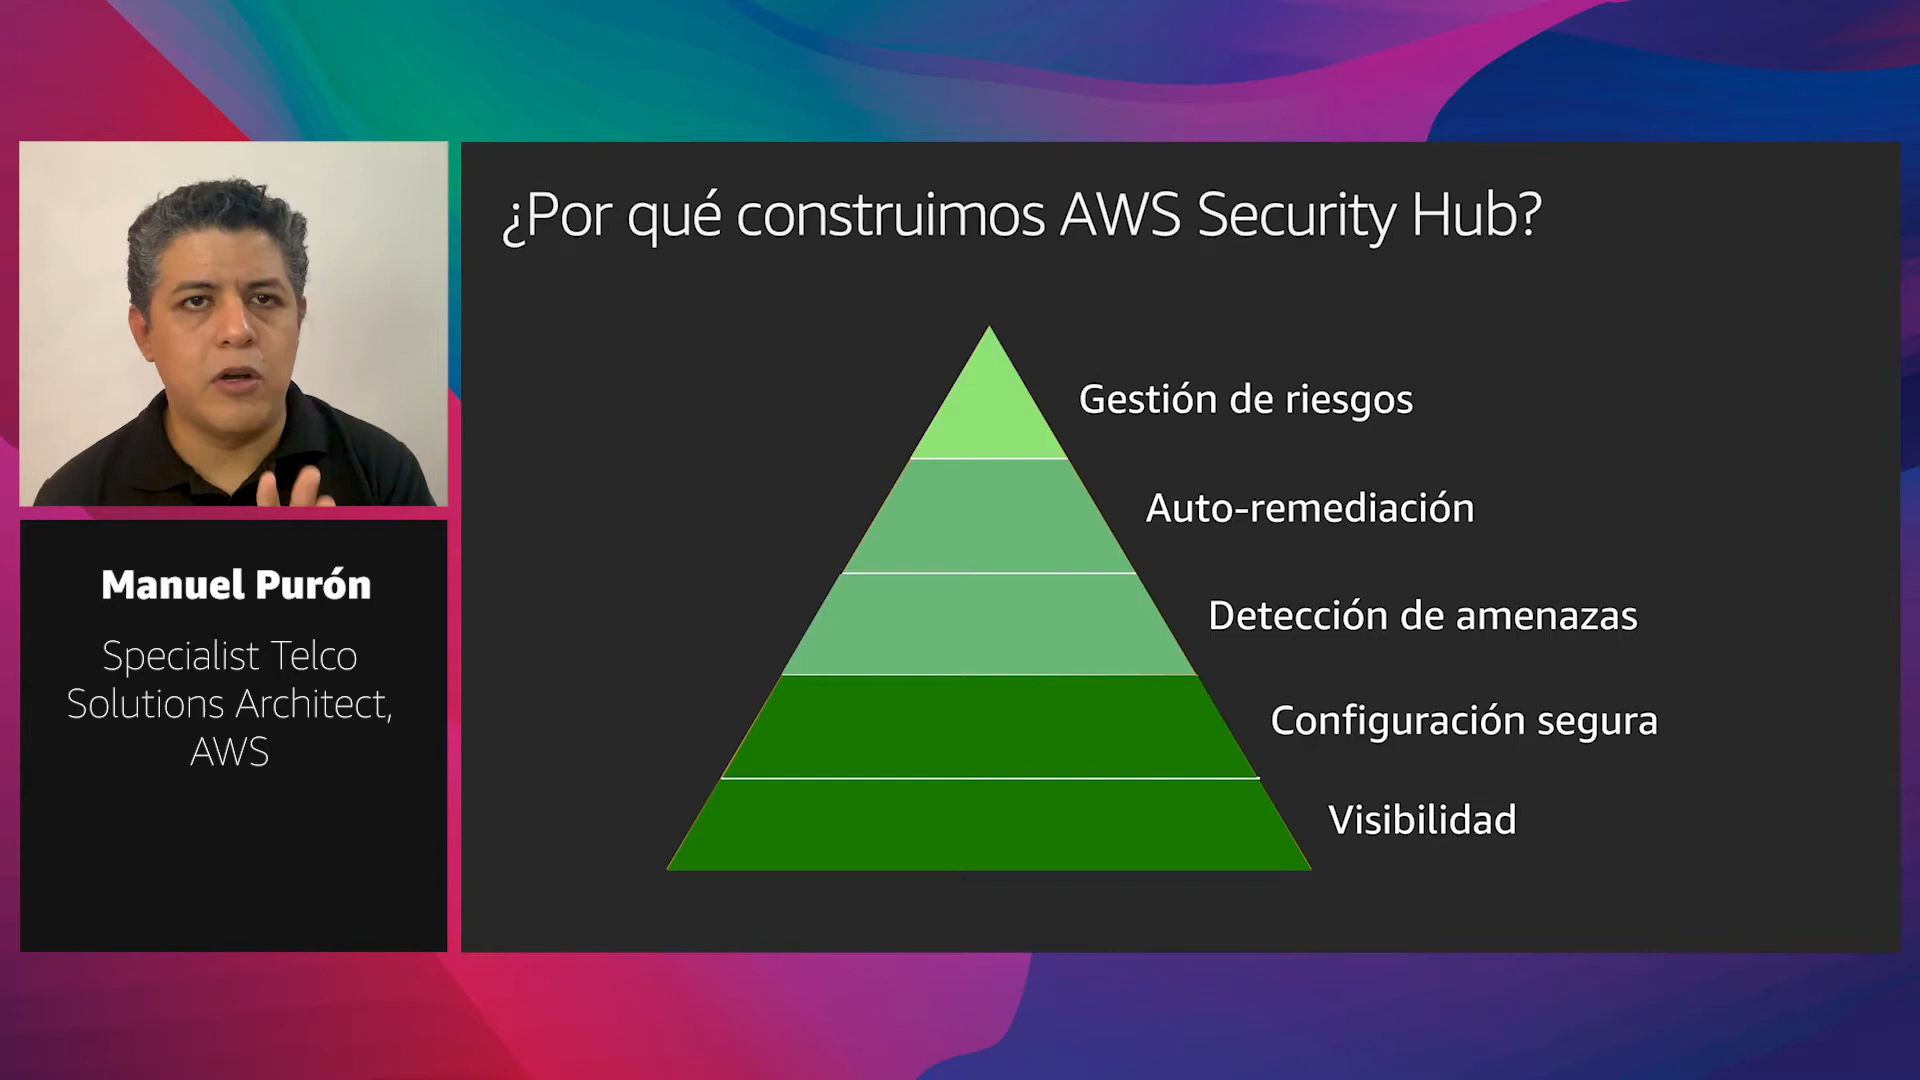 ¿Por qué construimos AWS Security Hub?
Gestión de riesgos
Auto-remediación
Detección de amenazas
Configuración segura
Visibilidad
Manuel Purón
Specialist Telco
Solutions Architect,
AWS